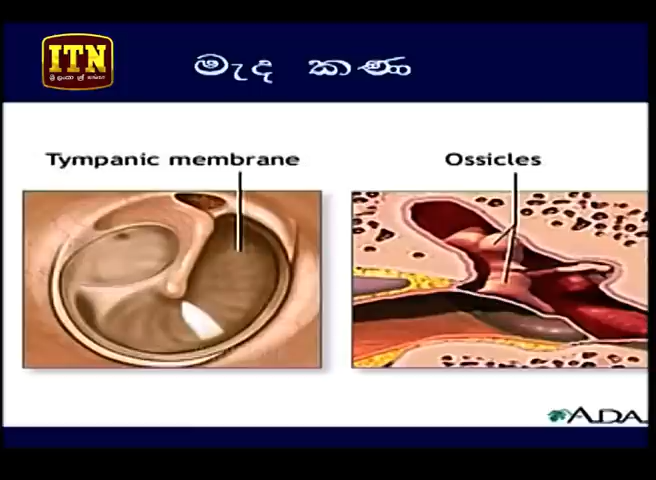 ITN
මැද කණ
Tympanic membrane
Ossicles
ADA